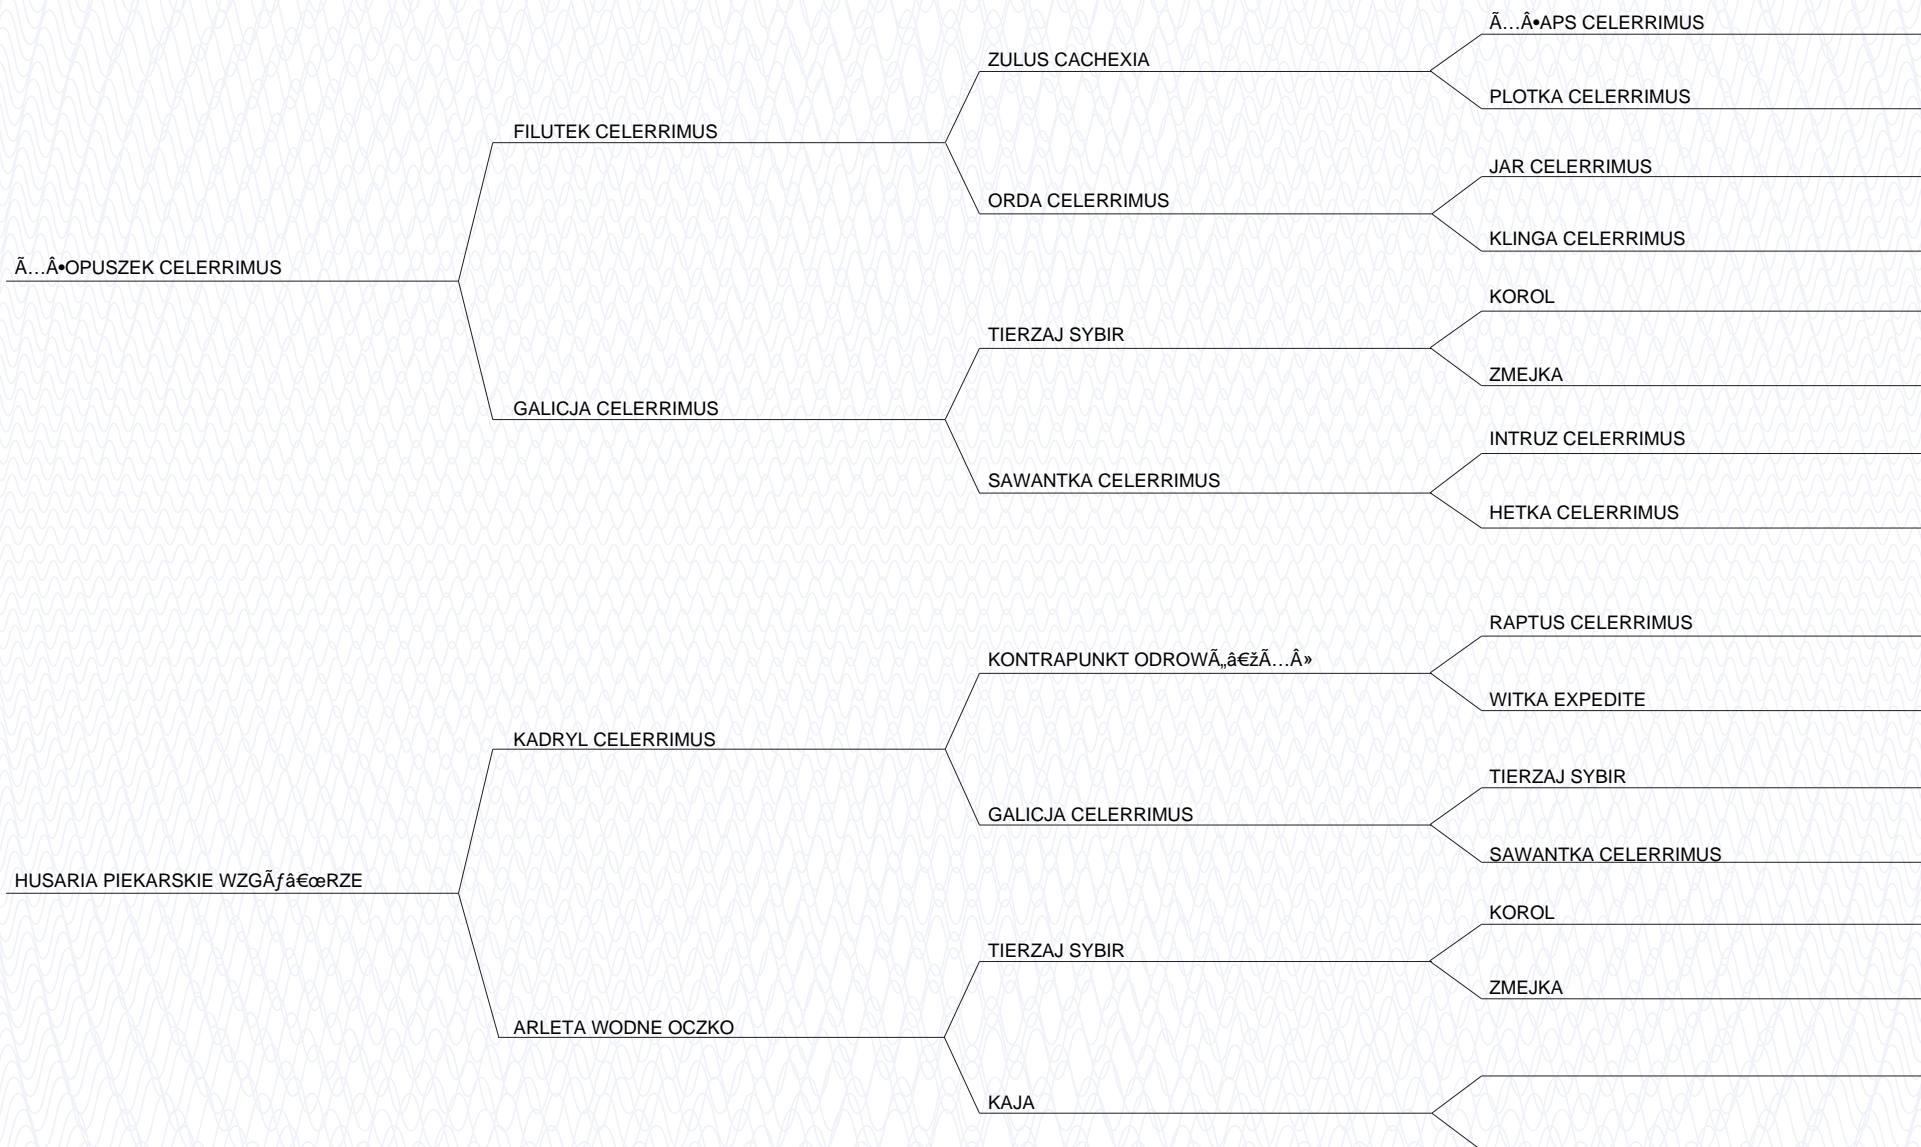 Ã…Â•APS CELERRIMUS
ZULUS CACHEXIA
PLOTKA CELERRIMUS
FILUTEK CELERRIMUS
JAR CELERRIMUS
ORDA CELERRIMUS
KLINGA CELERRIMUS
Ã…Â•OPUSZEK CELERRIMUS
KOROL
TIERZAJ SYBIR
ZMEJKA
GALICJA CELERRIMUS
INTRUZ CELERRIMUS
SAWANTKA CELERRIMUS
HETKA CELERRIMUS
RAPTUS CELERRIMUS
KONTRAPUNKT ODROWÃ„â€žÃ…Â»
WITKA EXPEDITE
KADRYL CELERRIMUS
TIERZAJ SYBIR
GALICJA CELERRIMUS
SAWANTKA CELERRIMUS
HUSARIA PIEKARSKIE WZGÃƒâ€œRZE
KOROL
TIERZAJ SYBIR
ZMEJKA
ARLETA WODNE OCZKO
KAJA